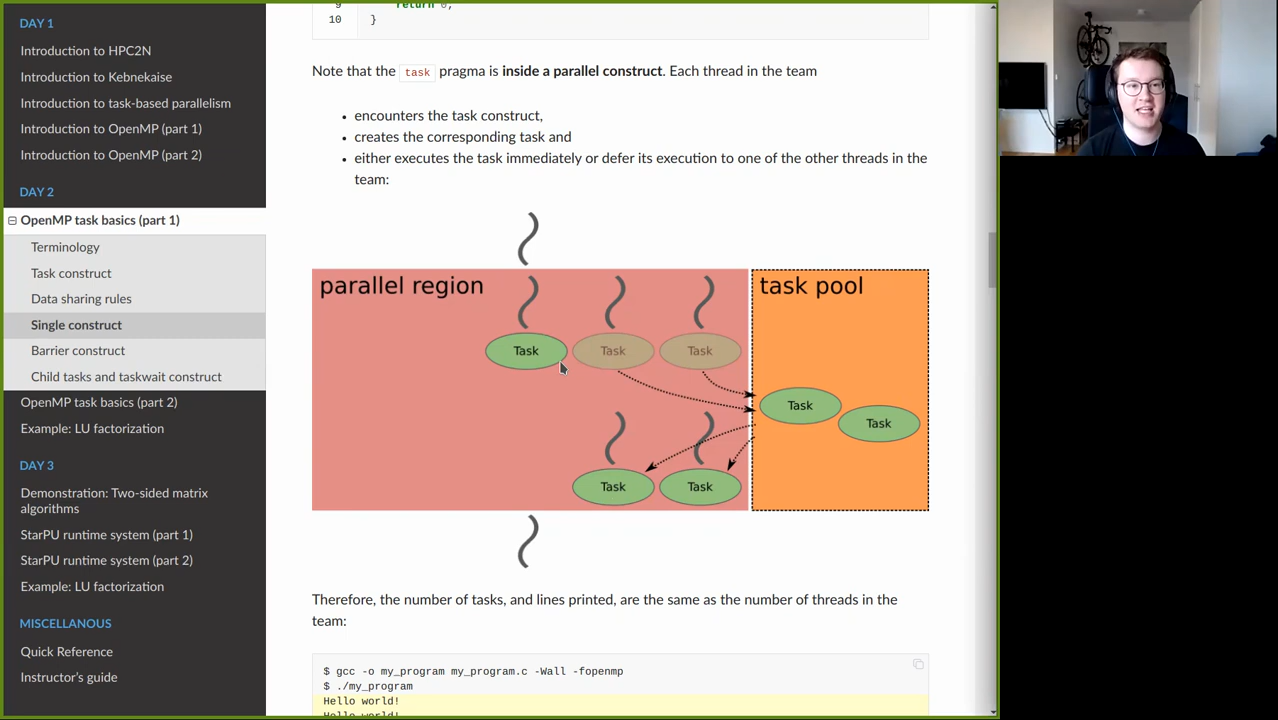 DAY 1
Introduction to HPC2N
Introduction to Kebnekaise
Introduction to task-based parallelism
Introduction to OpenMP (part 1)
Introduction to OpenMP (part 2)
DAY 2
OpenMP task basics (part 1)
Terminology
Task construct
Data sharing rules
Single construct
Barrier construct
Child tasks and taskwait construct
OpenMP task basics (part 2)
Example: LU factorization
DAY 3
Demonstration: Two-sided matrix
algorithms
StarPU runtime system (part 1)
StarPU runtime system (part 2)
Example: LU factorization
MISCELLANOUS
Quick Reference
Instructor's guide
9 return 0;
10 }
Note that the task pragma is inside a parallel construct. Each thread in the team
• encounters the task construct,
• creates the corresponding task and
• either executes the task immediately or defer its execution to one of the other threads in the
team:
parallel region
task pool
Task Task Task
Task
Task
Task Task
Therefore, the number of tasks, and lines printed, are the same as the number of threads in the
team:
$ gcc -o my_program my_program.c -Wall -fopenmp
$ ./my_program
Hello world!
Hello world!